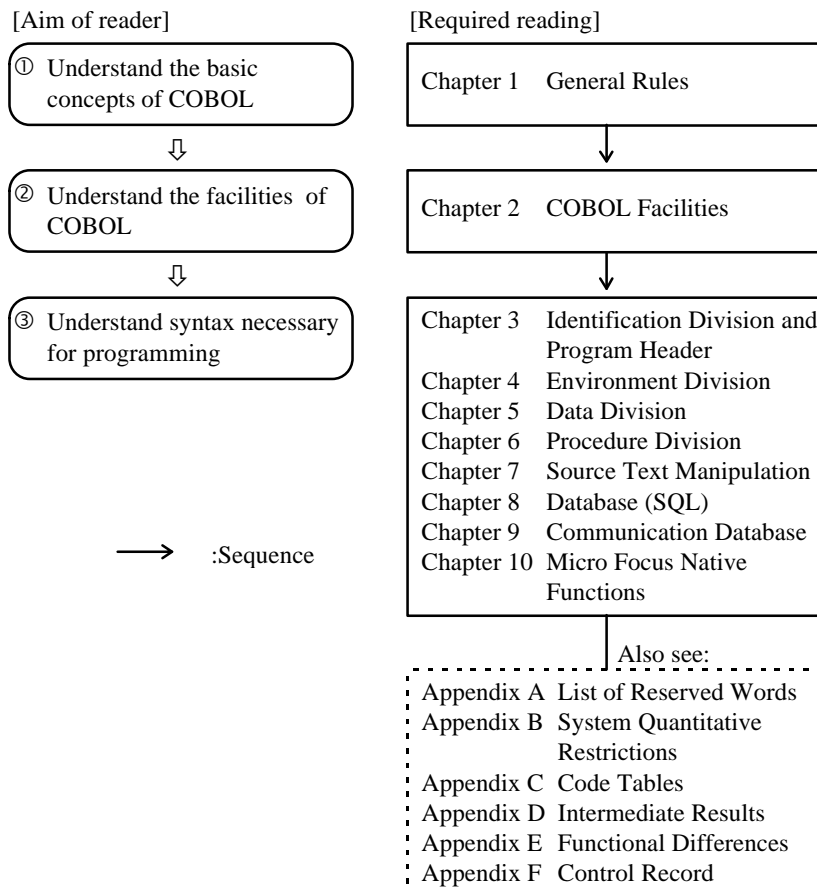 [Aim of reader]
① Understand the basic
concepts of COBOL
② Understand the facilities of
COBOL
③ Understand syntax necessary
for programming
:Sequence
[Required reading]
Chapter 1 General Rules
Chapter 2 COBOL Facilities
Chapter 3 Identification Division and
Program Header
Chapter 4 Environment Division
Chapter 5 Data Division
Chapter 6 Procedure Division
Chapter 7 Source Text Manipulation
Chapter 8 Database (SQL)
Chapter 9 Communication Database
Chapter 10 Micro Focus Native
Functions
Also see:
Appendix A List of Reserved Words
Appendix B System Quantitative
Restrictions
Appendix C Code Tables
Appendix D Intermediate Results
Appendix E Functional Differences
Appendix F Control Record